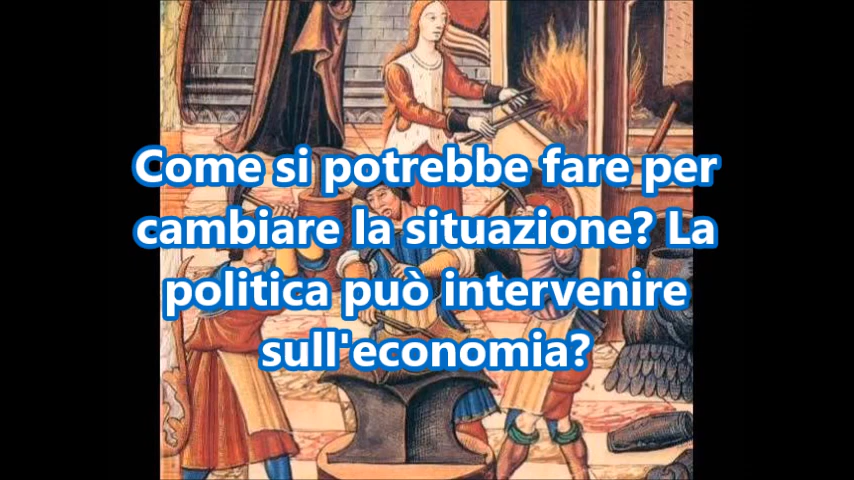 Come si potrebbe fare per
cambiare la situazione? La
politica può intervenire
sull'economia?